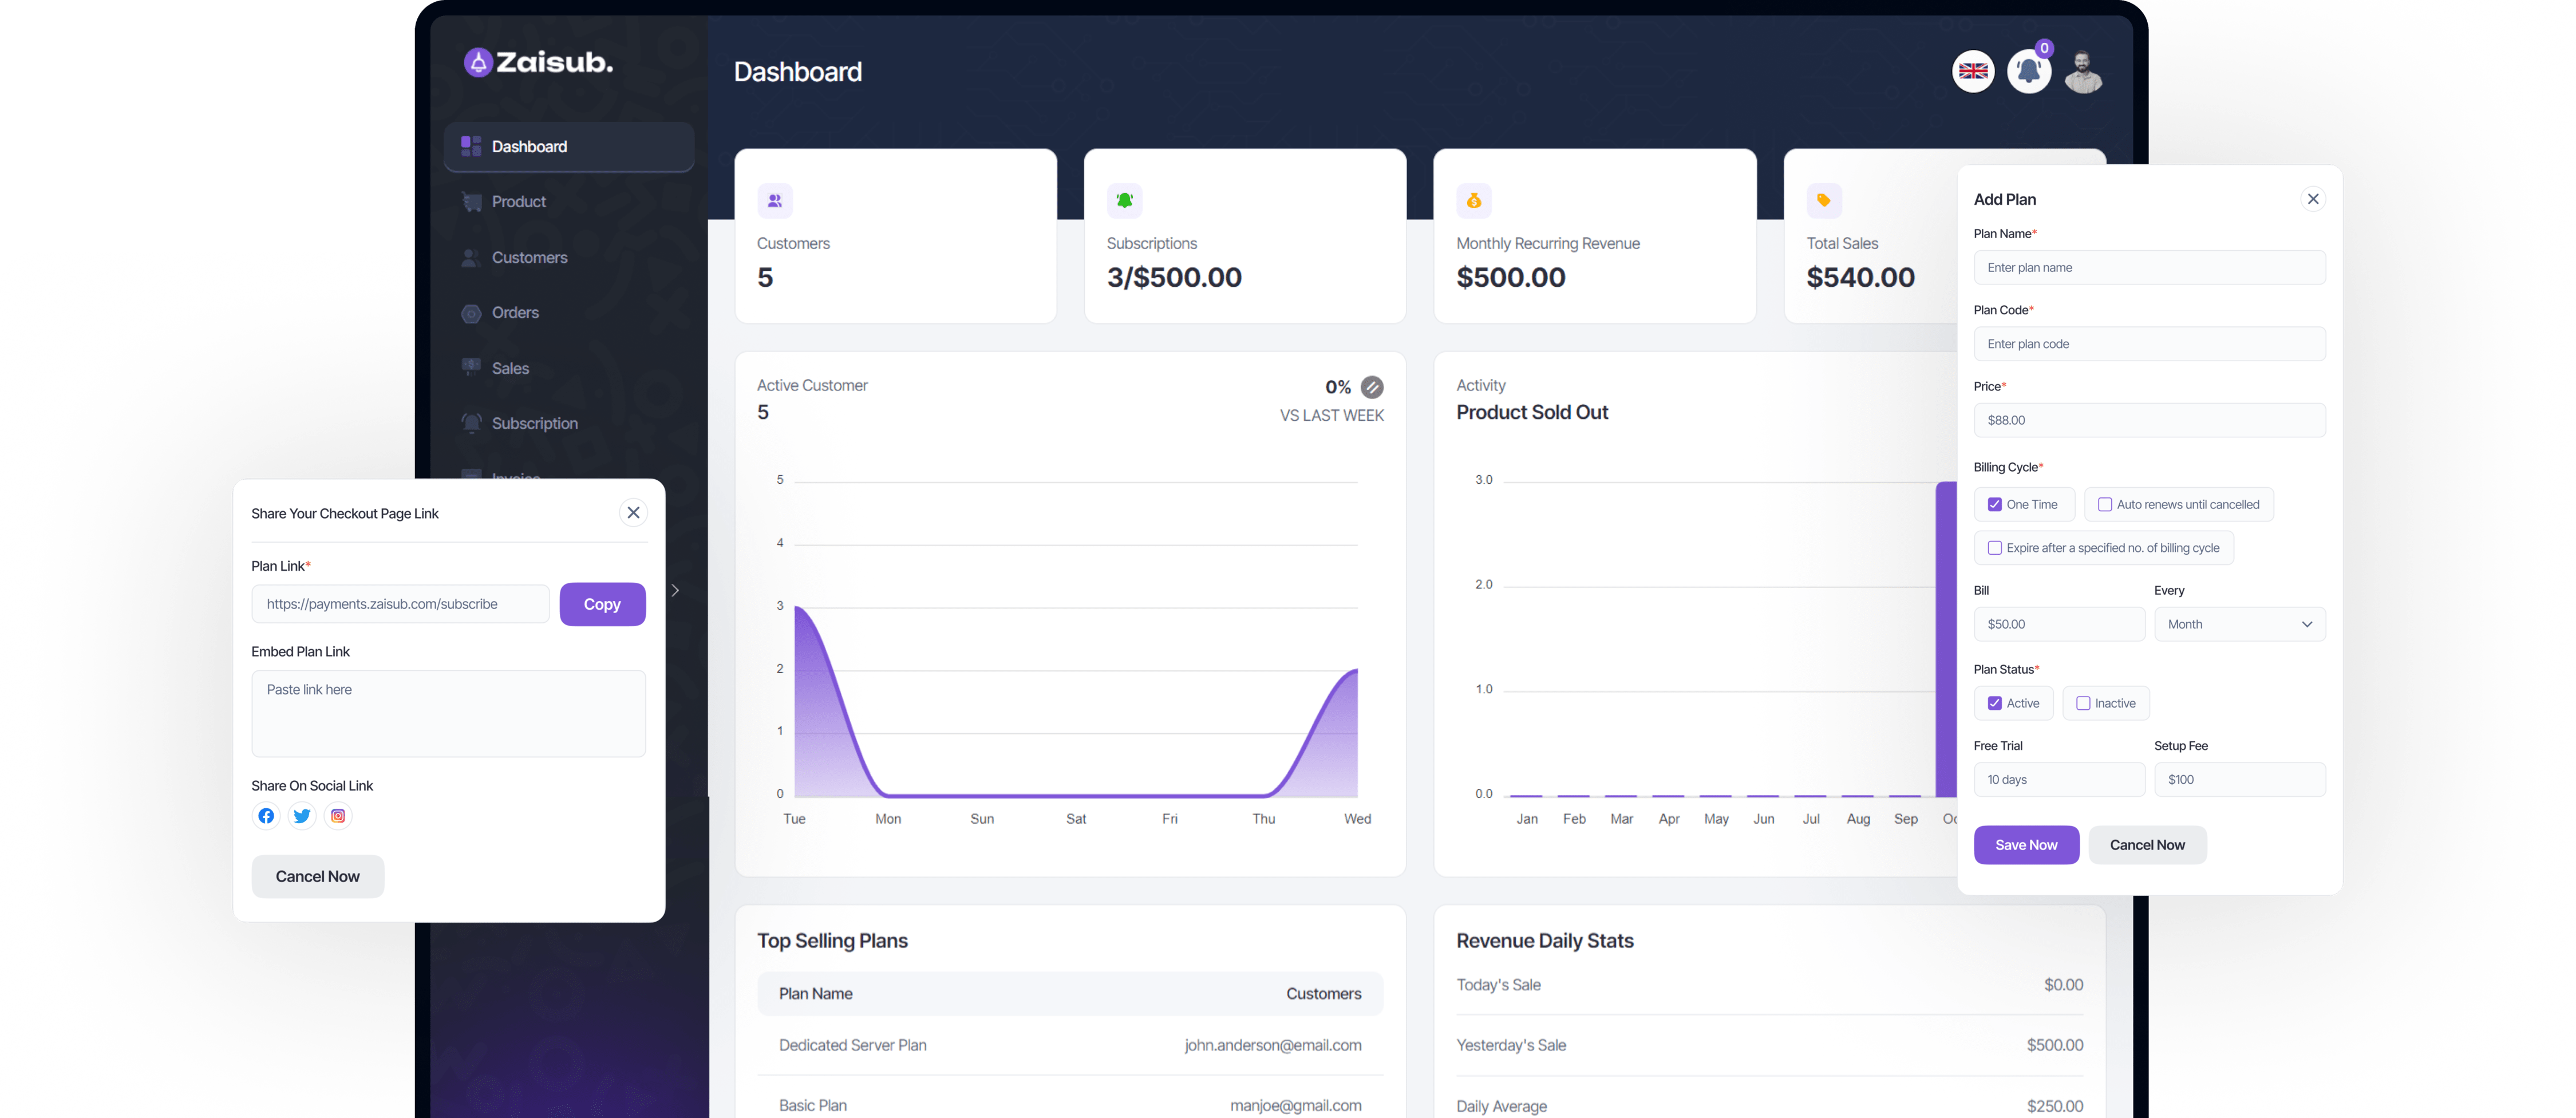 Zaisub.
Dashboard
0
Dashboard
Product
Customers
Orders
Sales
Subscription
Invoice
Customers
5
Subscriptions
3/$500.00
Monthly Recurring Revenue
$500.00
Total Sales
$540.00
Active Customer
5
0%
VS LAST WEEK
5
4
3
2
1
0
Tue Mon Sun Sat Fri Thu Wed
Activity
Product Sold Out
3.0
2.0
1.0
0.0
Jan Feb Mar Apr May Jun Jul Aug Sep
Top Selling Plans
Plan Name Customers
Dedicated Server Plan john.anderson@email.com
Basic Plan manjoe@gmail.com
Revenue Daily Stats
Today's Sale $0.00
Yesterday's Sale $500.00
Daily Average $250.00
Share Your Checkout Page Link
Plan Link*
https://payments.zaisub.com/subscribe Copy
Embed Plan Link
Paste link here
Share On Social Link
Cancel Now
Add Plan
Plan Name*
Enter plan name
Plan Code*
Enter plan code
Price*
$88.00
Billing Cycle*
One Time Auto renews until cancelled
Expire after a specified no. of billing cycle
Bill Every
$50.00 Month
Plan Status*
Active Inactive
Free Trial Setup Fee
10 days $100
Save Now Cancel Now